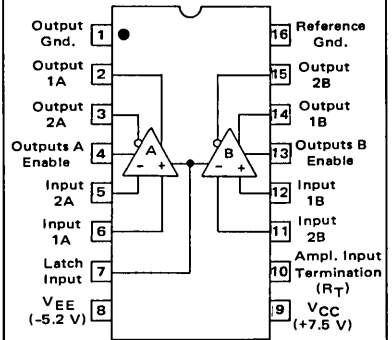 Output
Gnd.
1
16
Reference
Gnd.
Output
1A
2
15
Output
2B
Output
2A
3
14
Output
1B
Outputs A
Enable
4
13
Outputs B
Enable
A
B
- +
- +
Input
2A
5
12
Input
1B
Input
1A
6
11
Input
2B
Latch
Input
7
10
Ampl. Input
Termination
(RT)
VEE
(-5.2 V)
8
9
VCC
(+7.5 V)